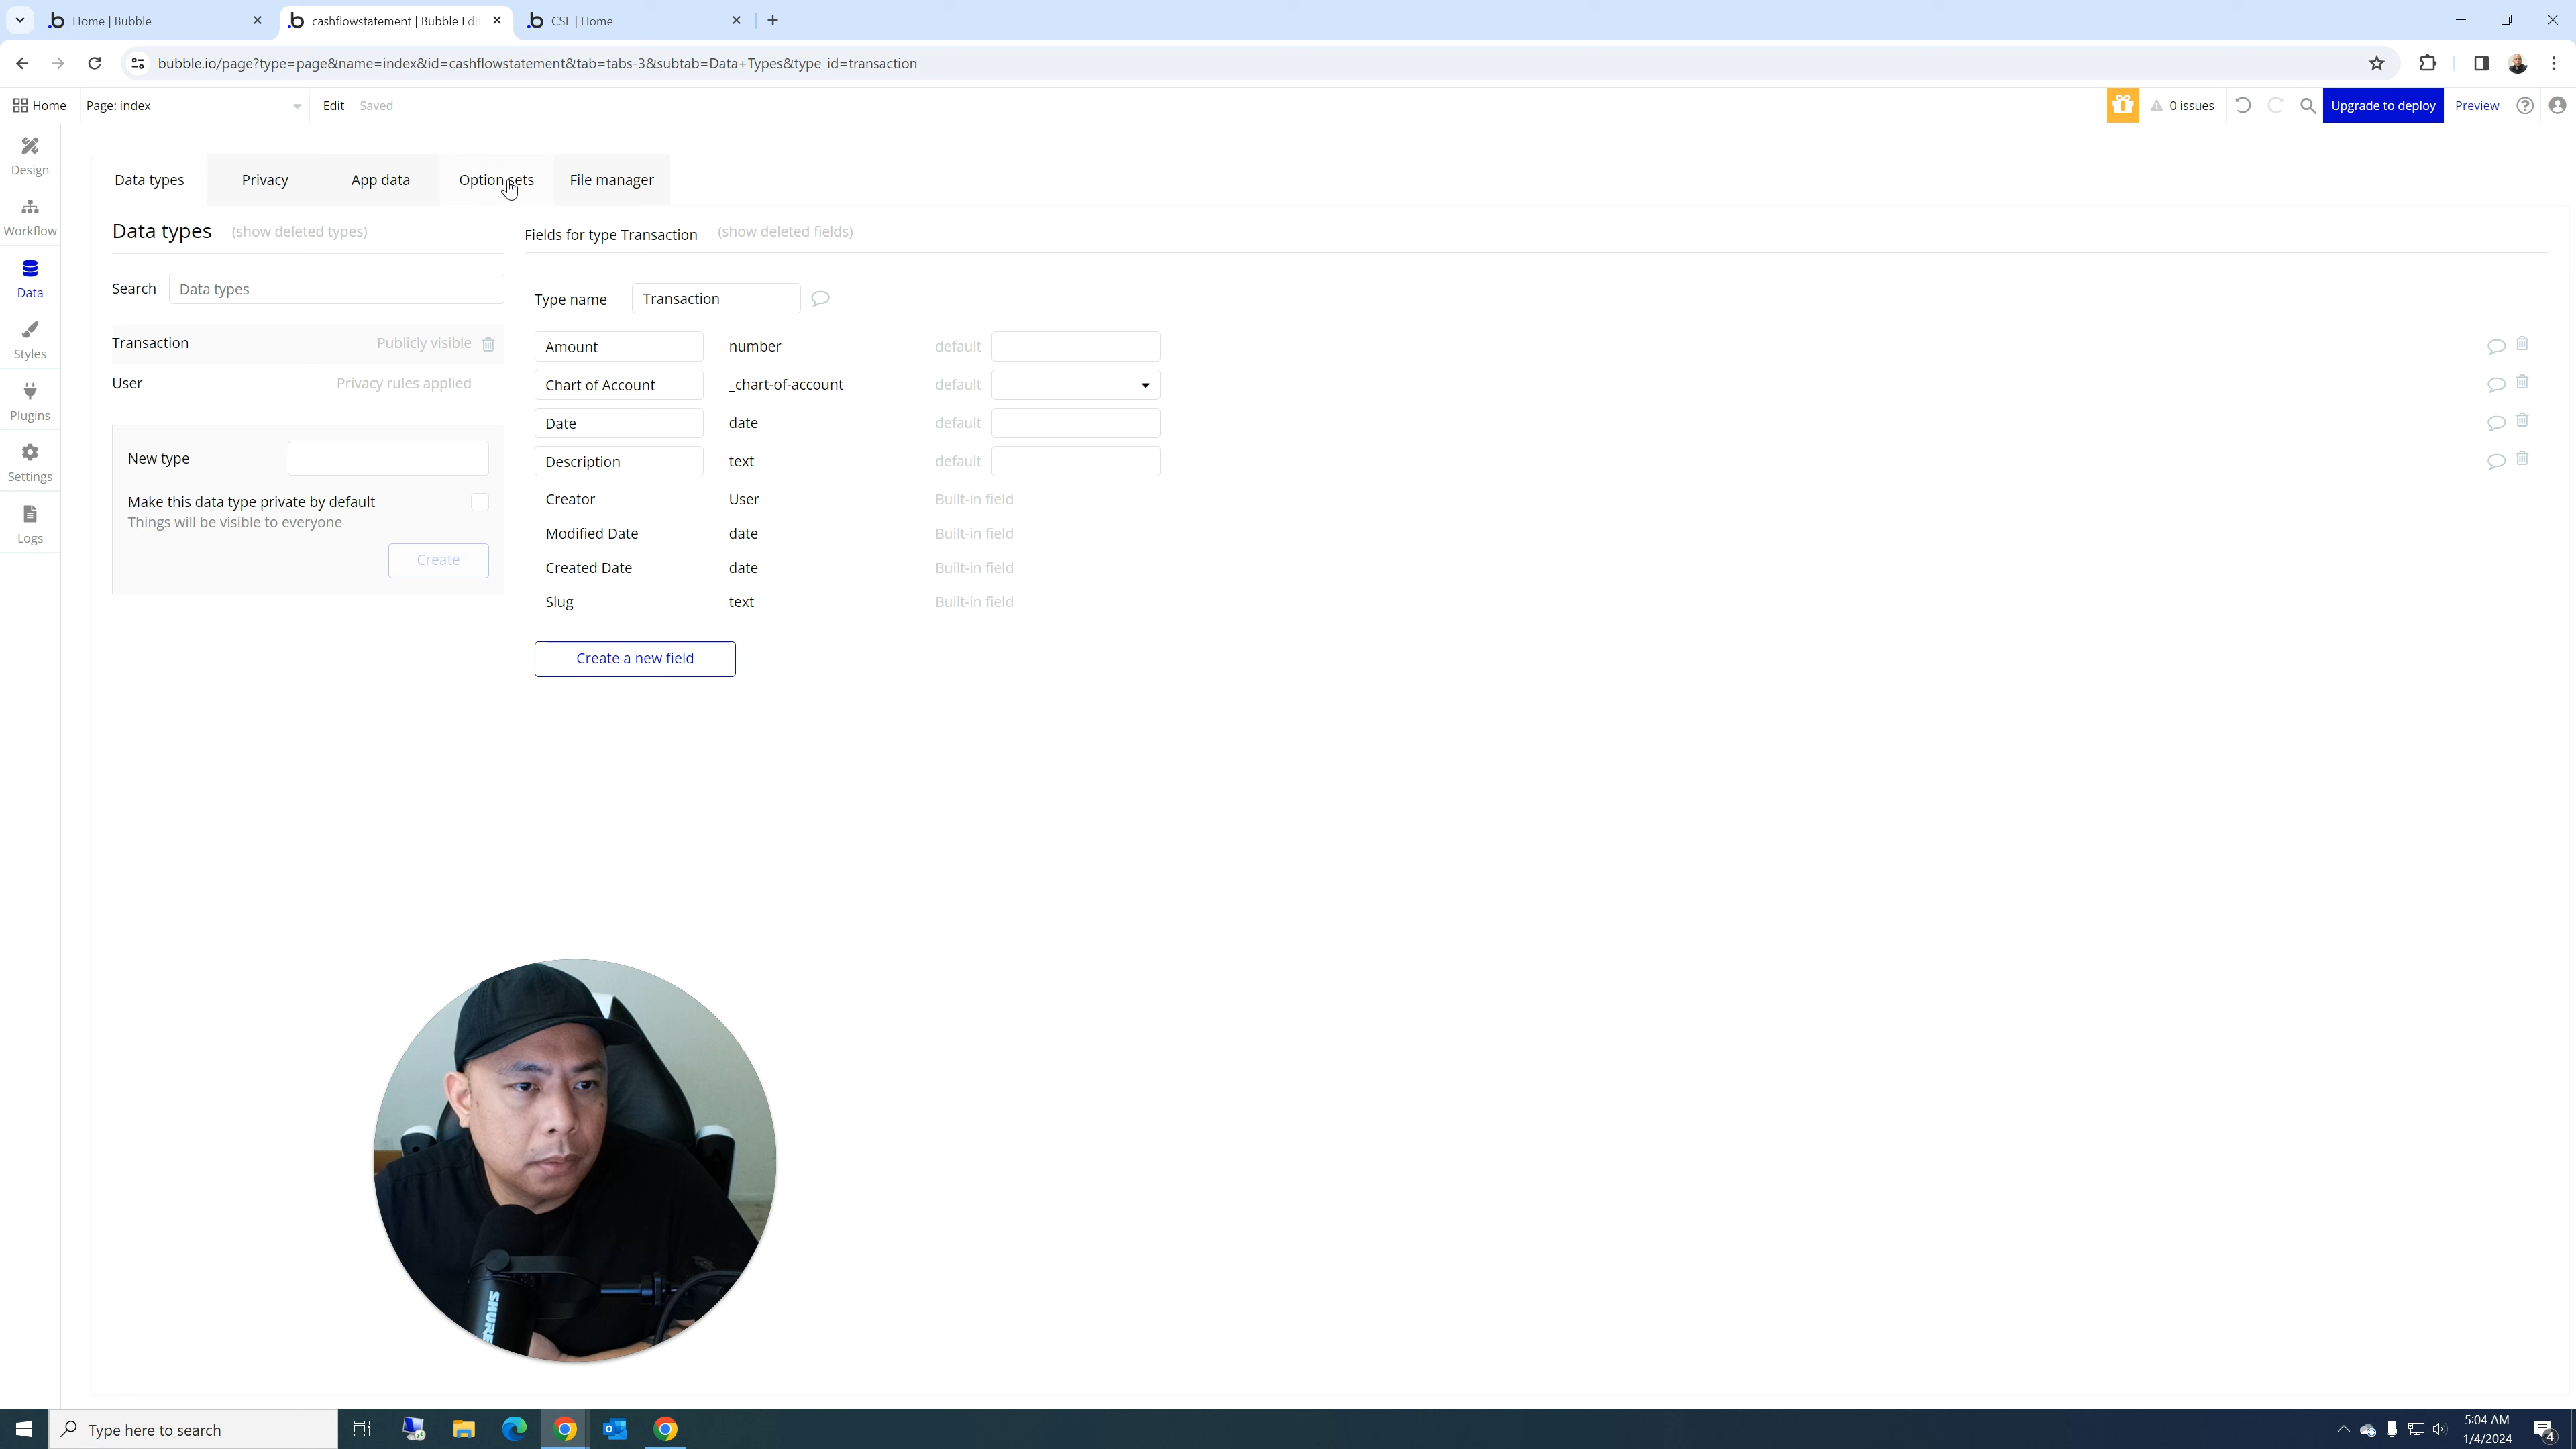 Home | Bubble
cashflowstatement | Bubble Edi
CSF | Home
bubble.io/page?type=page&name=index&id=cashflowstatement&tab=tabs-3&subtab=Data+Types&type_id=transaction
Home
Page: index
Edit
Saved
0 issues
Upgrade to deploy
Preview
Design
Workflow
Data
Styles
Plugins
Settings
Logs
Data types
Privacy
App data
Option sets
File manager
Data types
(show deleted types)
Search
Data types
Transaction
Publicly visible
User
Privacy rules applied
New type
Make this data type private by default
Things will be visible to everyone
Create
Fields for type Transaction
(show deleted fields)
Type name
Transaction
Amount number default
Chart of Account _chart-of-account default
Date date default
Description text default
Creator User Built-in field
Modified Date date Built-in field
Created Date date Built-in field
Slug text Built-in field
Create a new field
SHURE
Type here to search
5:04 AM
1/4/2024
4